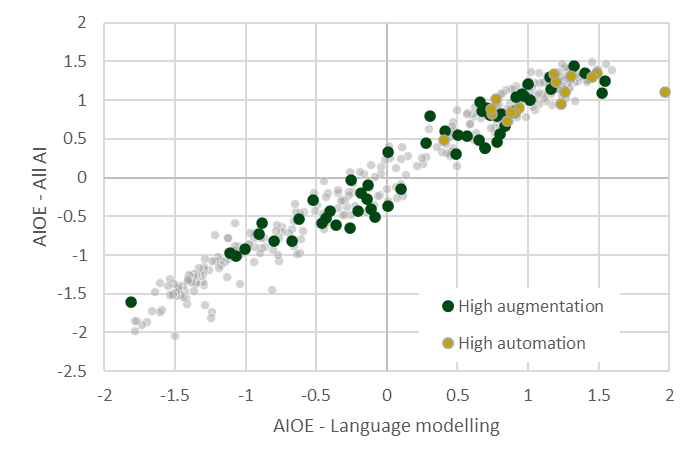 2
1.5
1
0.5
0
-0.5
-1
-1.5
-2
-2.5
AIOE - All AI
High augmentation
High automation
-2 -1.5 -1 -0.5 0 0.5 1 1.5 2
AIOE - Language modelling